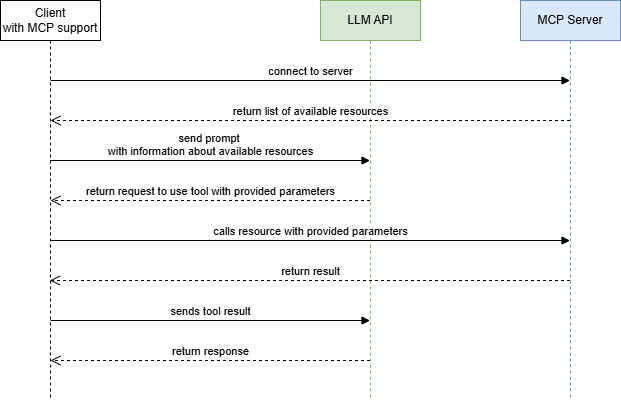 Client
with MCP support
LLM API
MCP Server
connect to server
return list of available resources
send prompt
with information about available resources
return request to use tool with provided parameters
calls resource with provided parameters
return result
sends tool result
return response